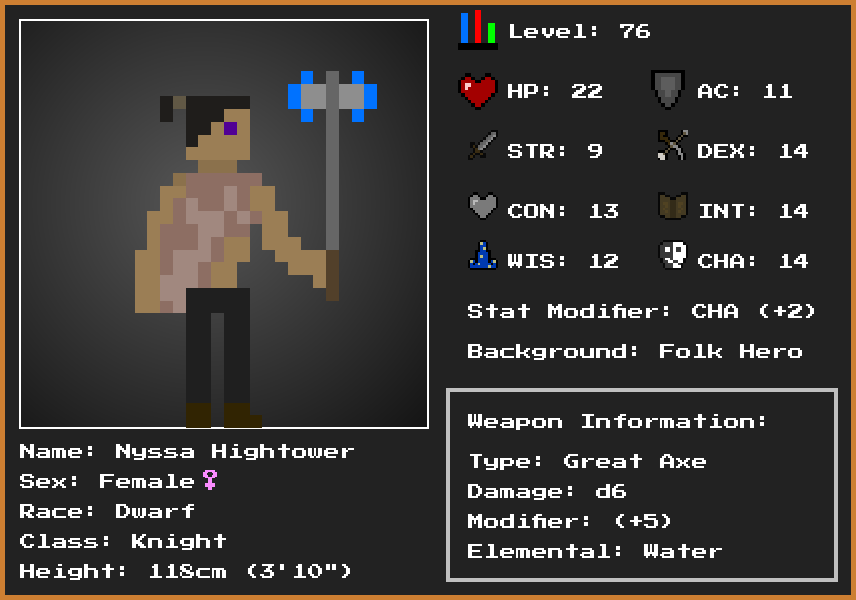 Level: 76
HP: 22
AC: 11
STR: 9
DEX: 14
CON: 13
INT: 14
WIS: 12
CHA: 14
Stat Modifier: CHA (+2)
Background: Folk Hero
Weapon Information:
Type: Great Axe
Damage: d6
Modifier: (+5)
Elemental: Water
Name: Nyssa Hightower
Sex: Female♀
Race: Dwarf
Class: Knight
Height: 118cm (3'10")